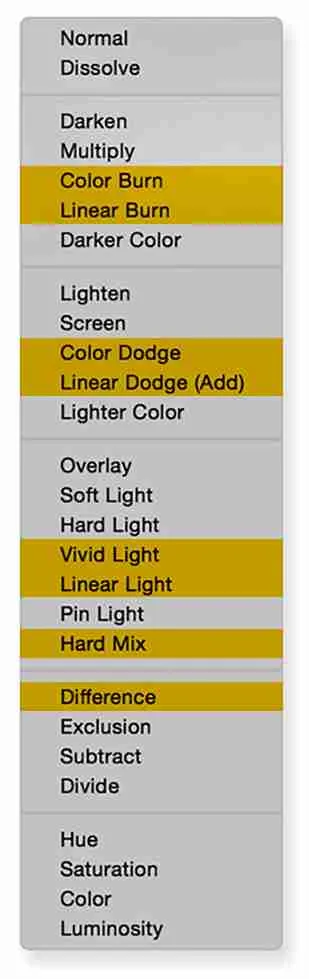 Normal
Dissolve
Darken
Multiply
Color Burn
Linear Burn
Darker Color
Lighten
Screen
Color Dodge
Linear Dodge (Add)
Lighter Color
Overlay
Soft Light
Hard Light
Vivid Light
Linear Light
Pin Light
Hard Mix
Difference
Exclusion
Subtract
Divide
Hue
Saturation
Color
Luminosity